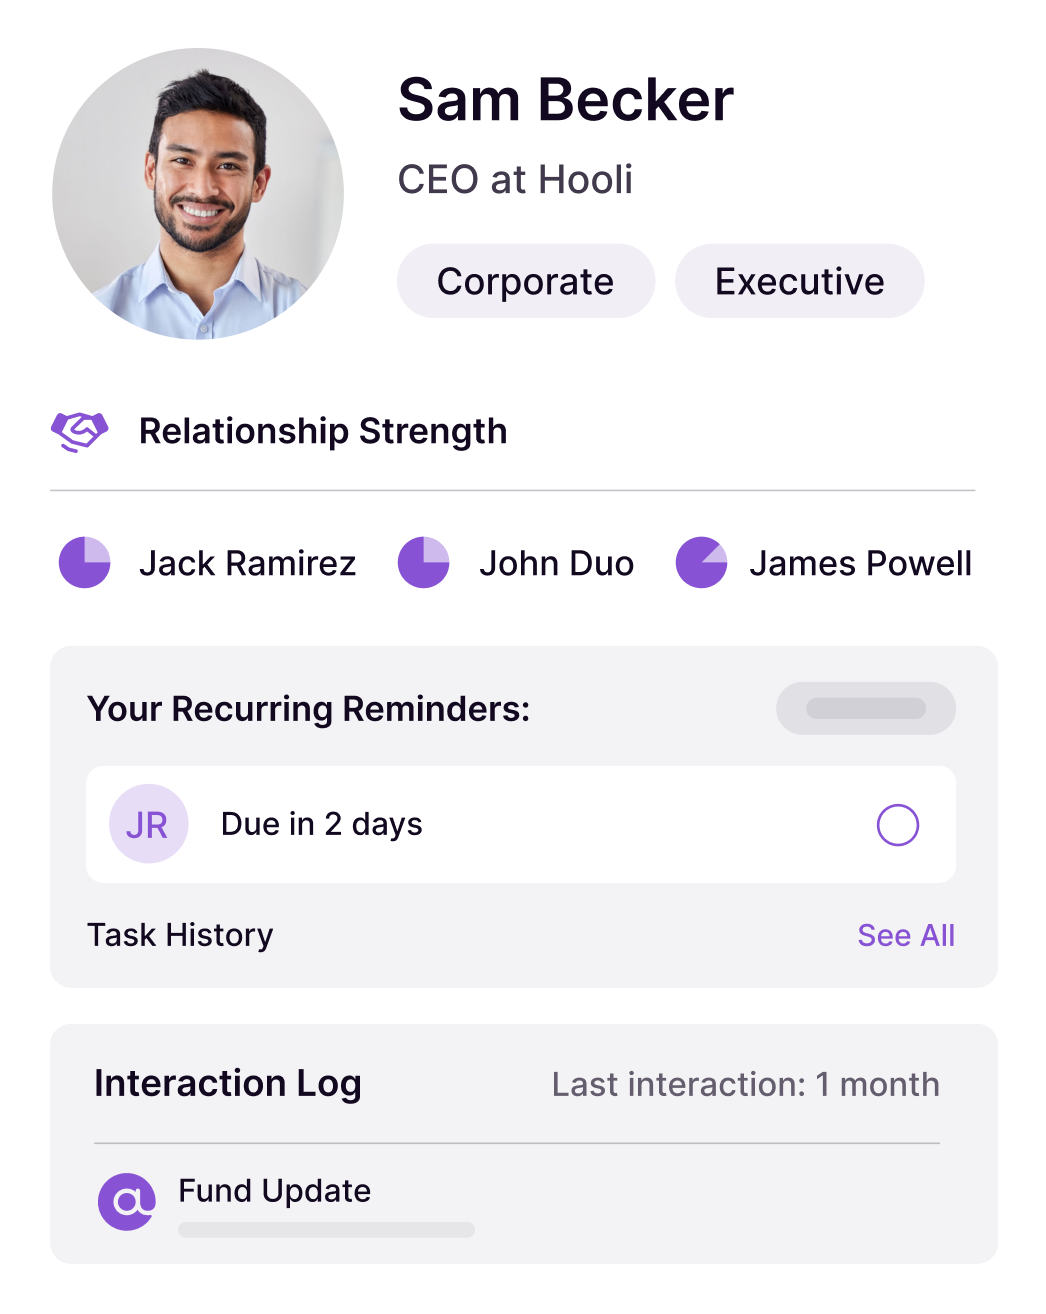 Sam Becker
CEO at Hooli
Corporate Executive
Relationship Strength
Jack Ramirez John Duo James Powell
Your Recurring Reminders:
JR Due in 2 days
Task History See All
Interaction Log Last interaction: 1 month
@ Fund Update